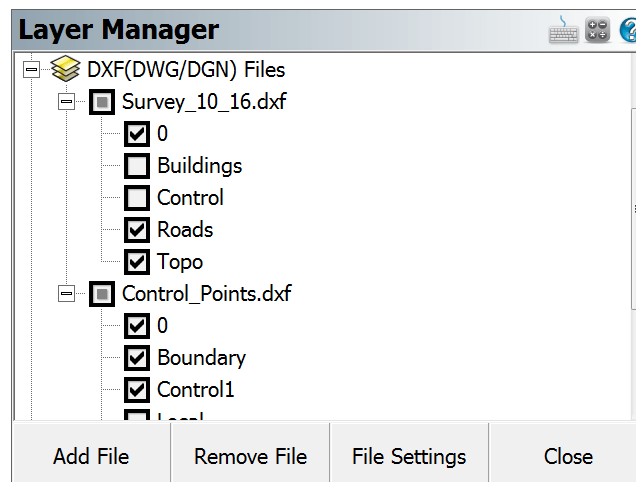 Layer Manager
DXF(DWG/DGN) Files
Survey_10_16.dxf
0
Buildings
Control
Roads
Topo
Control_Points.dxf
0
Boundary
Control1
Add File
Remove File
File Settings
Close